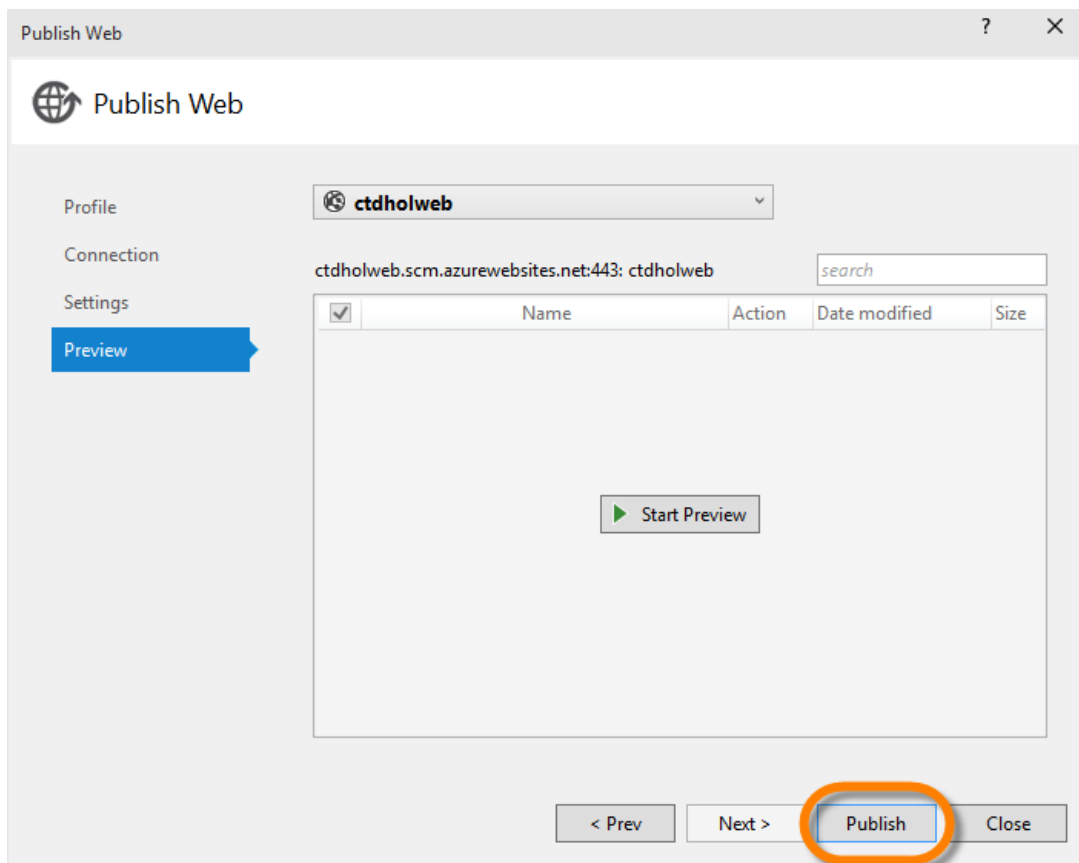 Publish Web
?
Publish Web
Profile
Connection
Settings
Preview
ctdholweb
ctdholweb.scm.azurewebsites.net:443: ctdholweb
search
Name Action Date modified Size
Start Preview
< Prev Next > Publish Close